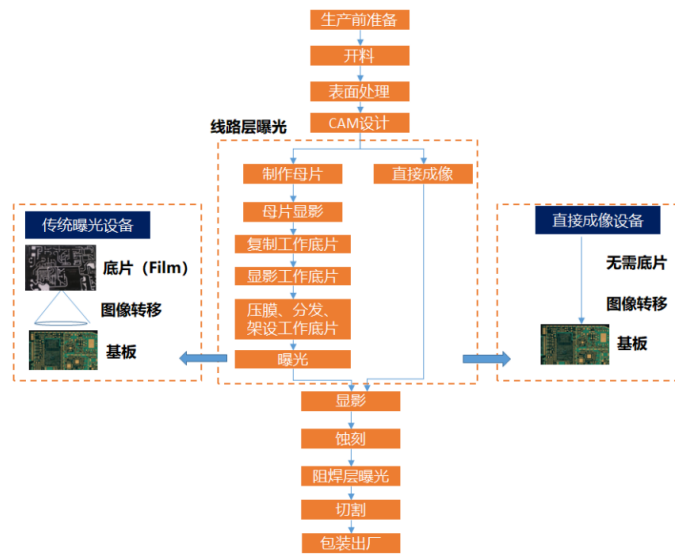 生产前准备
开料
表面处理
CAM设计
线路层曝光
制作母片
直接成像
母片显影
复制工作底片
显影工作底片
压膜、分发、
架设工作底片
曝光
传统曝光设备
底片（Film）
图像转移
基板
直接成像设备
无需底片
图像转移
基板
显影
蚀刻
阻焊层曝光
切割
包装出厂